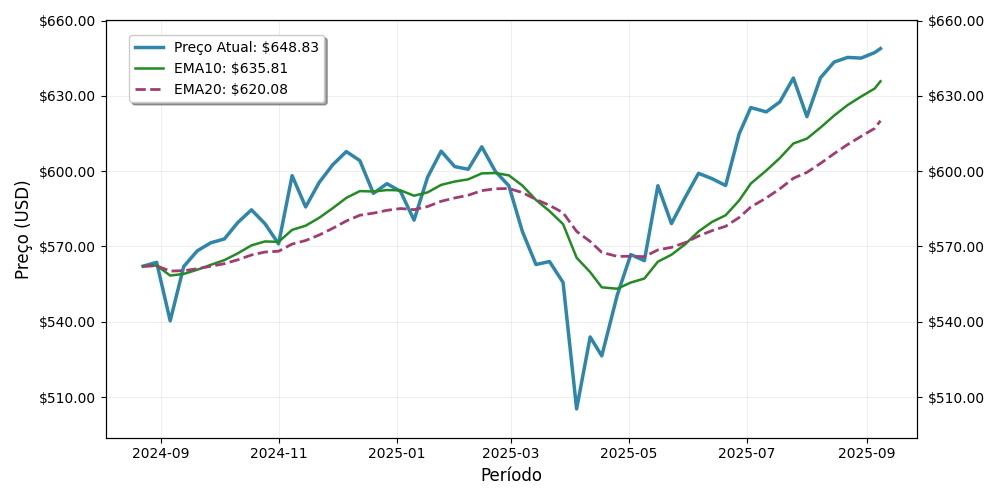 $660.00
$630.00
$600.00
$570.00
$540.00
$510.00
Preço (USD)
Preço Atual: $648.83
EMA10: $635.81
EMA20: $620.08
$660.00
$630.00
$600.00
$570.00
$540.00
$510.00
2024-09 2024-11 2025-01 2025-03 2025-05 2025-07 2025-09
Período